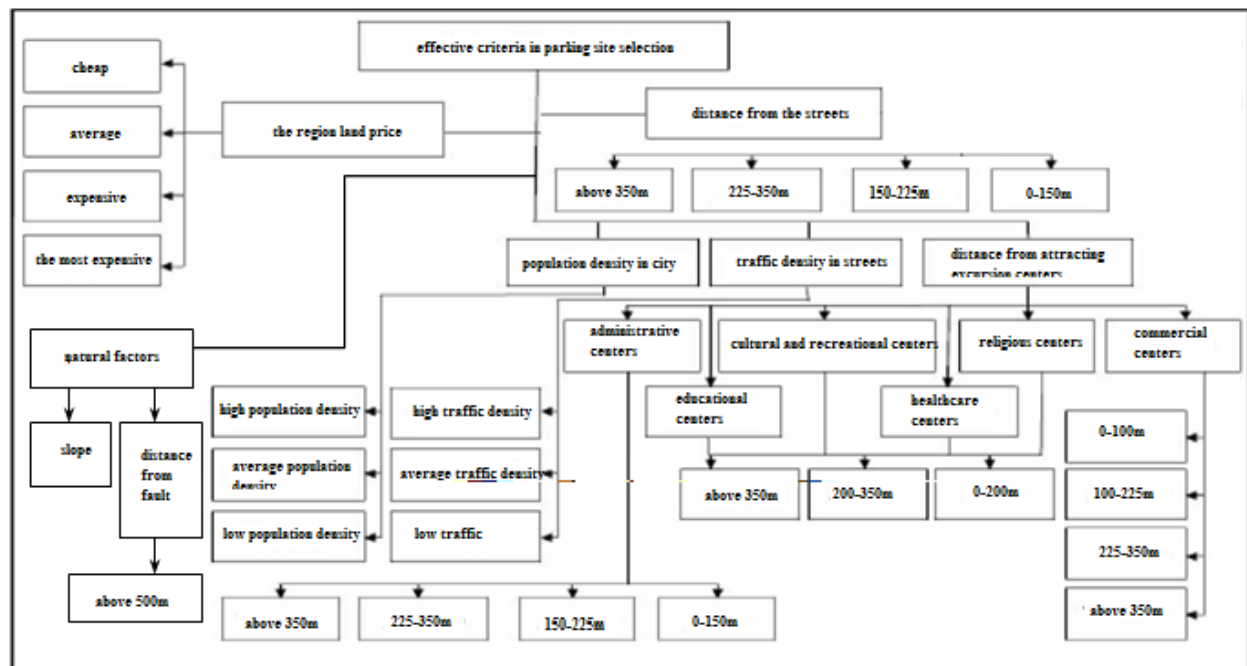 effective criteria in parking site selection
cheap
average
expensive
the most expensive
the region land price
distance from the streets
above 350m
225-350m
150-225m
0-150m
population density in city
traffic density in streets
distance from attracting
excursion centers
natural factors
slope
distance
from
fault
above 500m
high population density
average population
density
low population density
high traffic density
average traffic density
low traffic
administrative
centers
cultural and recreational centers
religious centers
commercial
centers
educational
centers
healthcare
centers
above 350m
200-350m
0-200m
0-100m
100-225m
225-350m
above 350m
above 350m
225-350m
150-225m
0-150m